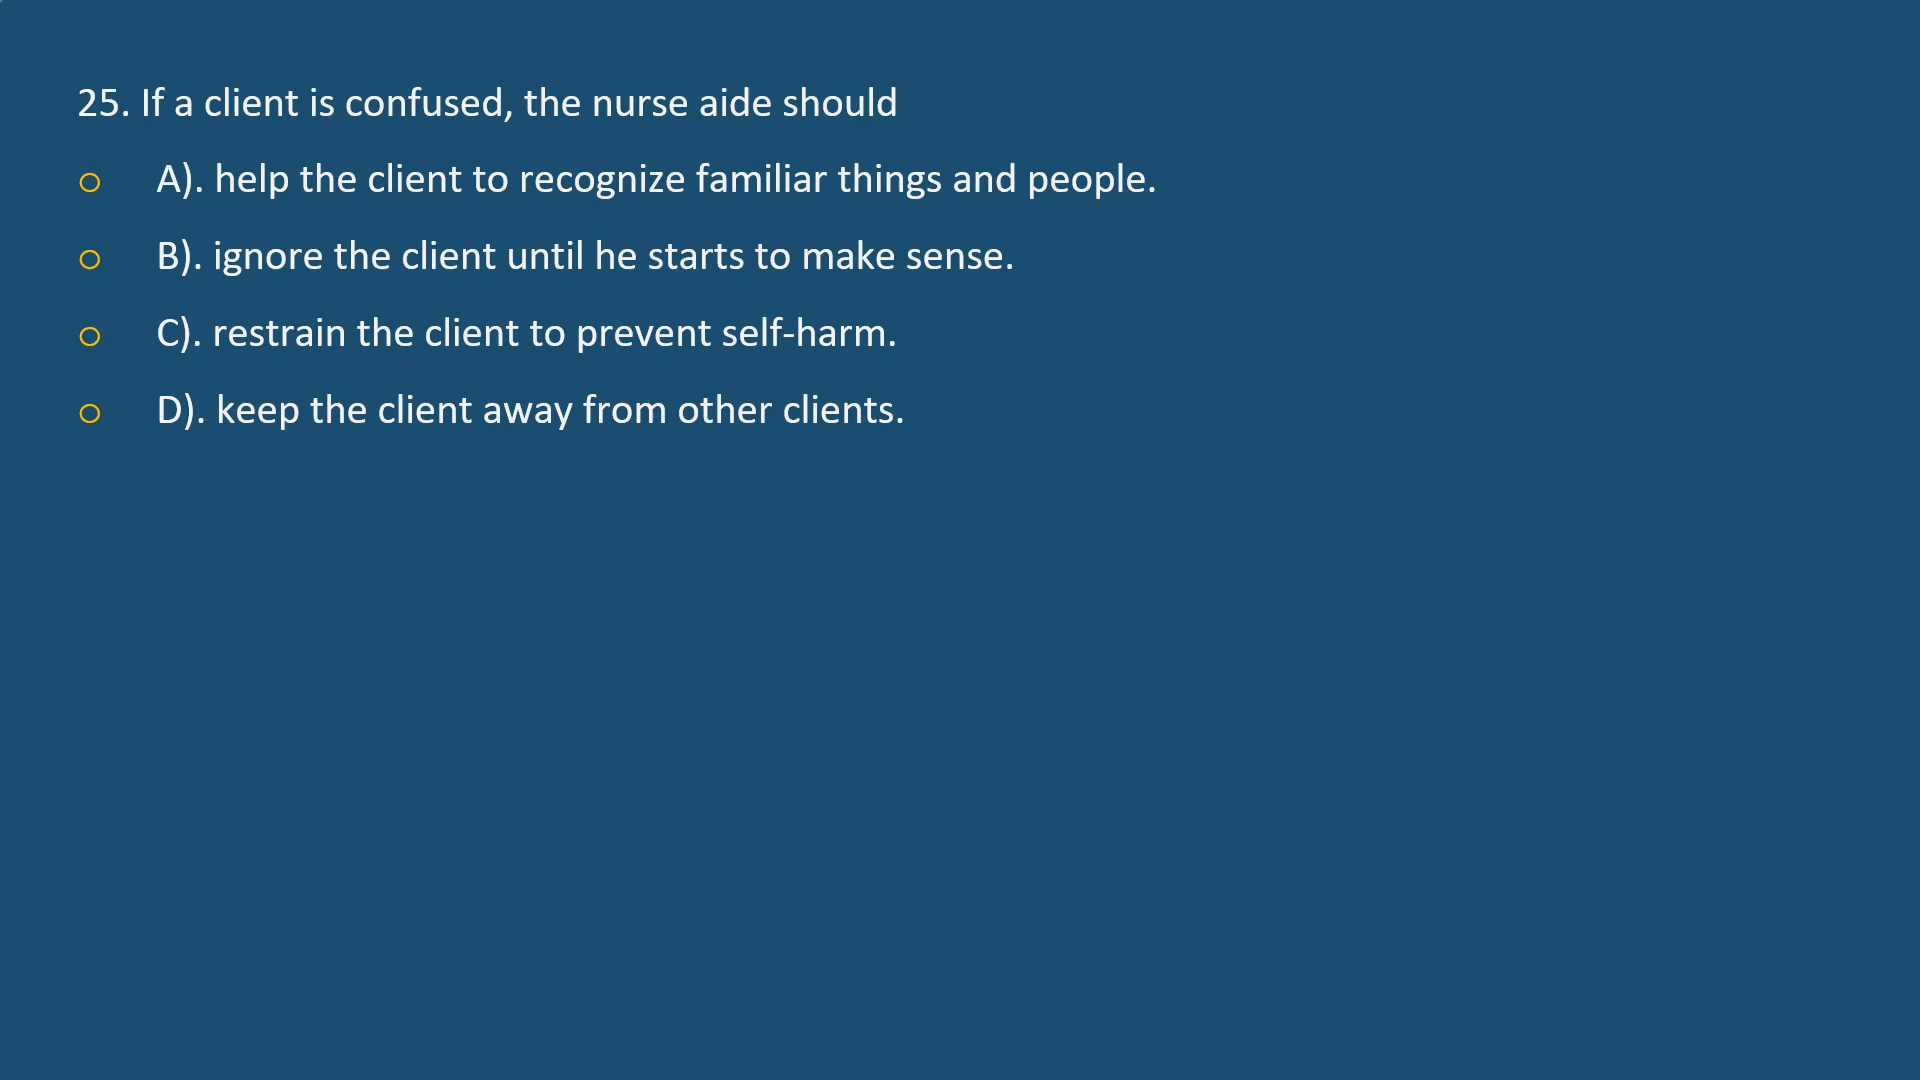 25. If a client is confused, the nurse aide should
o A). help the client to recognize familiar things and people.
o B). ignore the client until he starts to make sense.
o C). restrain the client to prevent self-harm.
o D). keep the client away from other clients.